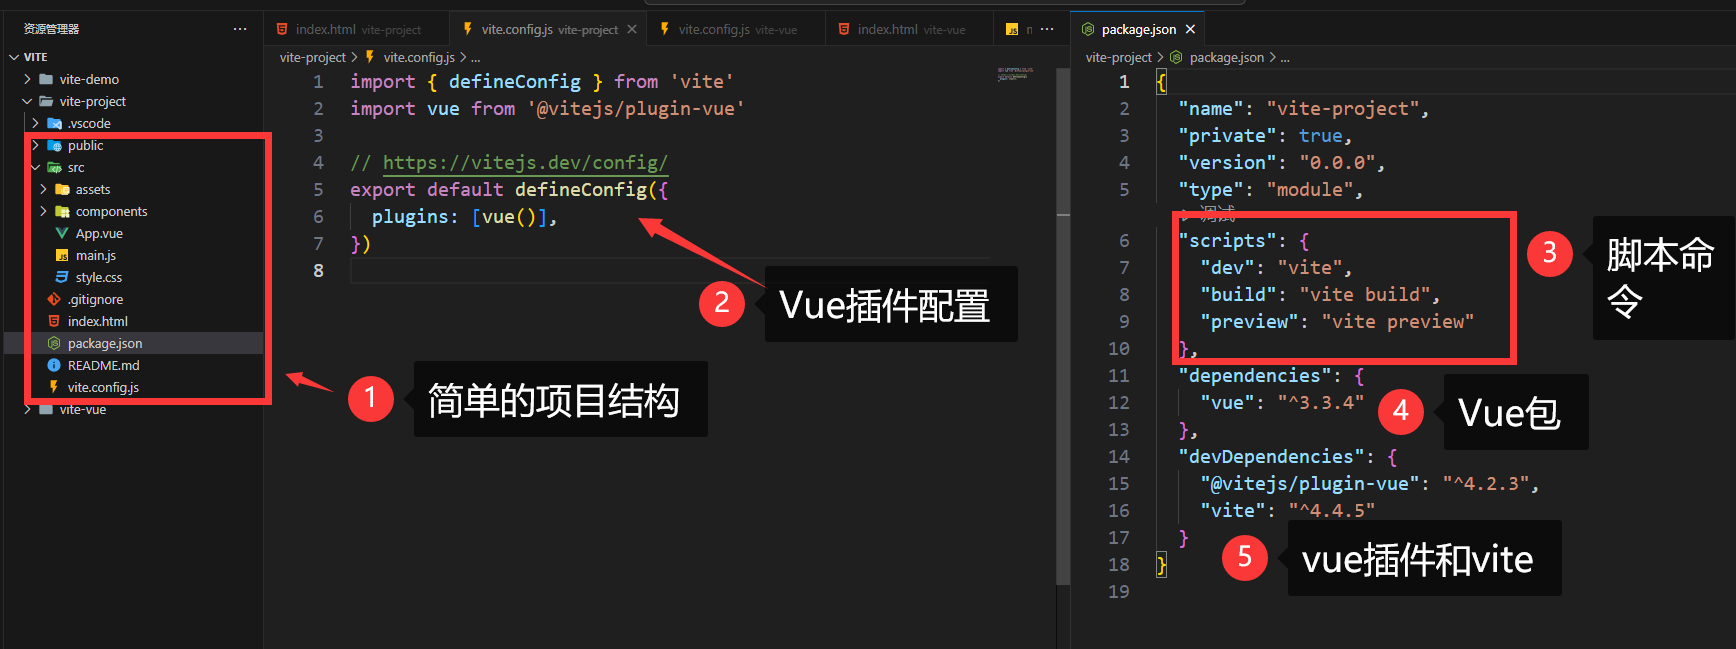 资源管理器
VITE
vite-demo
vite-project
.vscode
public
src
assets
components
App.vue
main.js
style.css
.gitignore
index.html
package.json
README.md
vite.config.js
vite-vue
index.html vite-project
vite.config.js vite-project
vite.config.js vite-vue
index.html vite-vue
vite-project > vite.config.js > ...
1 import { defineConfig } from 'vite'
2 import vue from '@vitejs/plugin-vue'
3
4 // https://vitejs.dev/config/
5 export default defineConfig({
6 plugins: [vue()],
7 })
8
1 简单的项目结构
2 Vue插件配置
package.json
vite-project > package.json > ...
1 {
2 "name": "vite-project",
3 "private": true,
4 "version": "0.0.0",
5 "type": "module",
调试
6 "scripts": {
7 "dev": "vite",
8 "build": "vite build",
9 "preview": "vite preview"
10 },
11 "dependencies": {
12 "vue": "^3.3.4"
13 },
14 "devDependencies": {
15 "@vitejs/plugin-vue": "^4.2.3",
16 "vite": "^4.4.5"
17 }
18 }
19
3 脚本命
令
4 Vue包
5 vue插件和vite